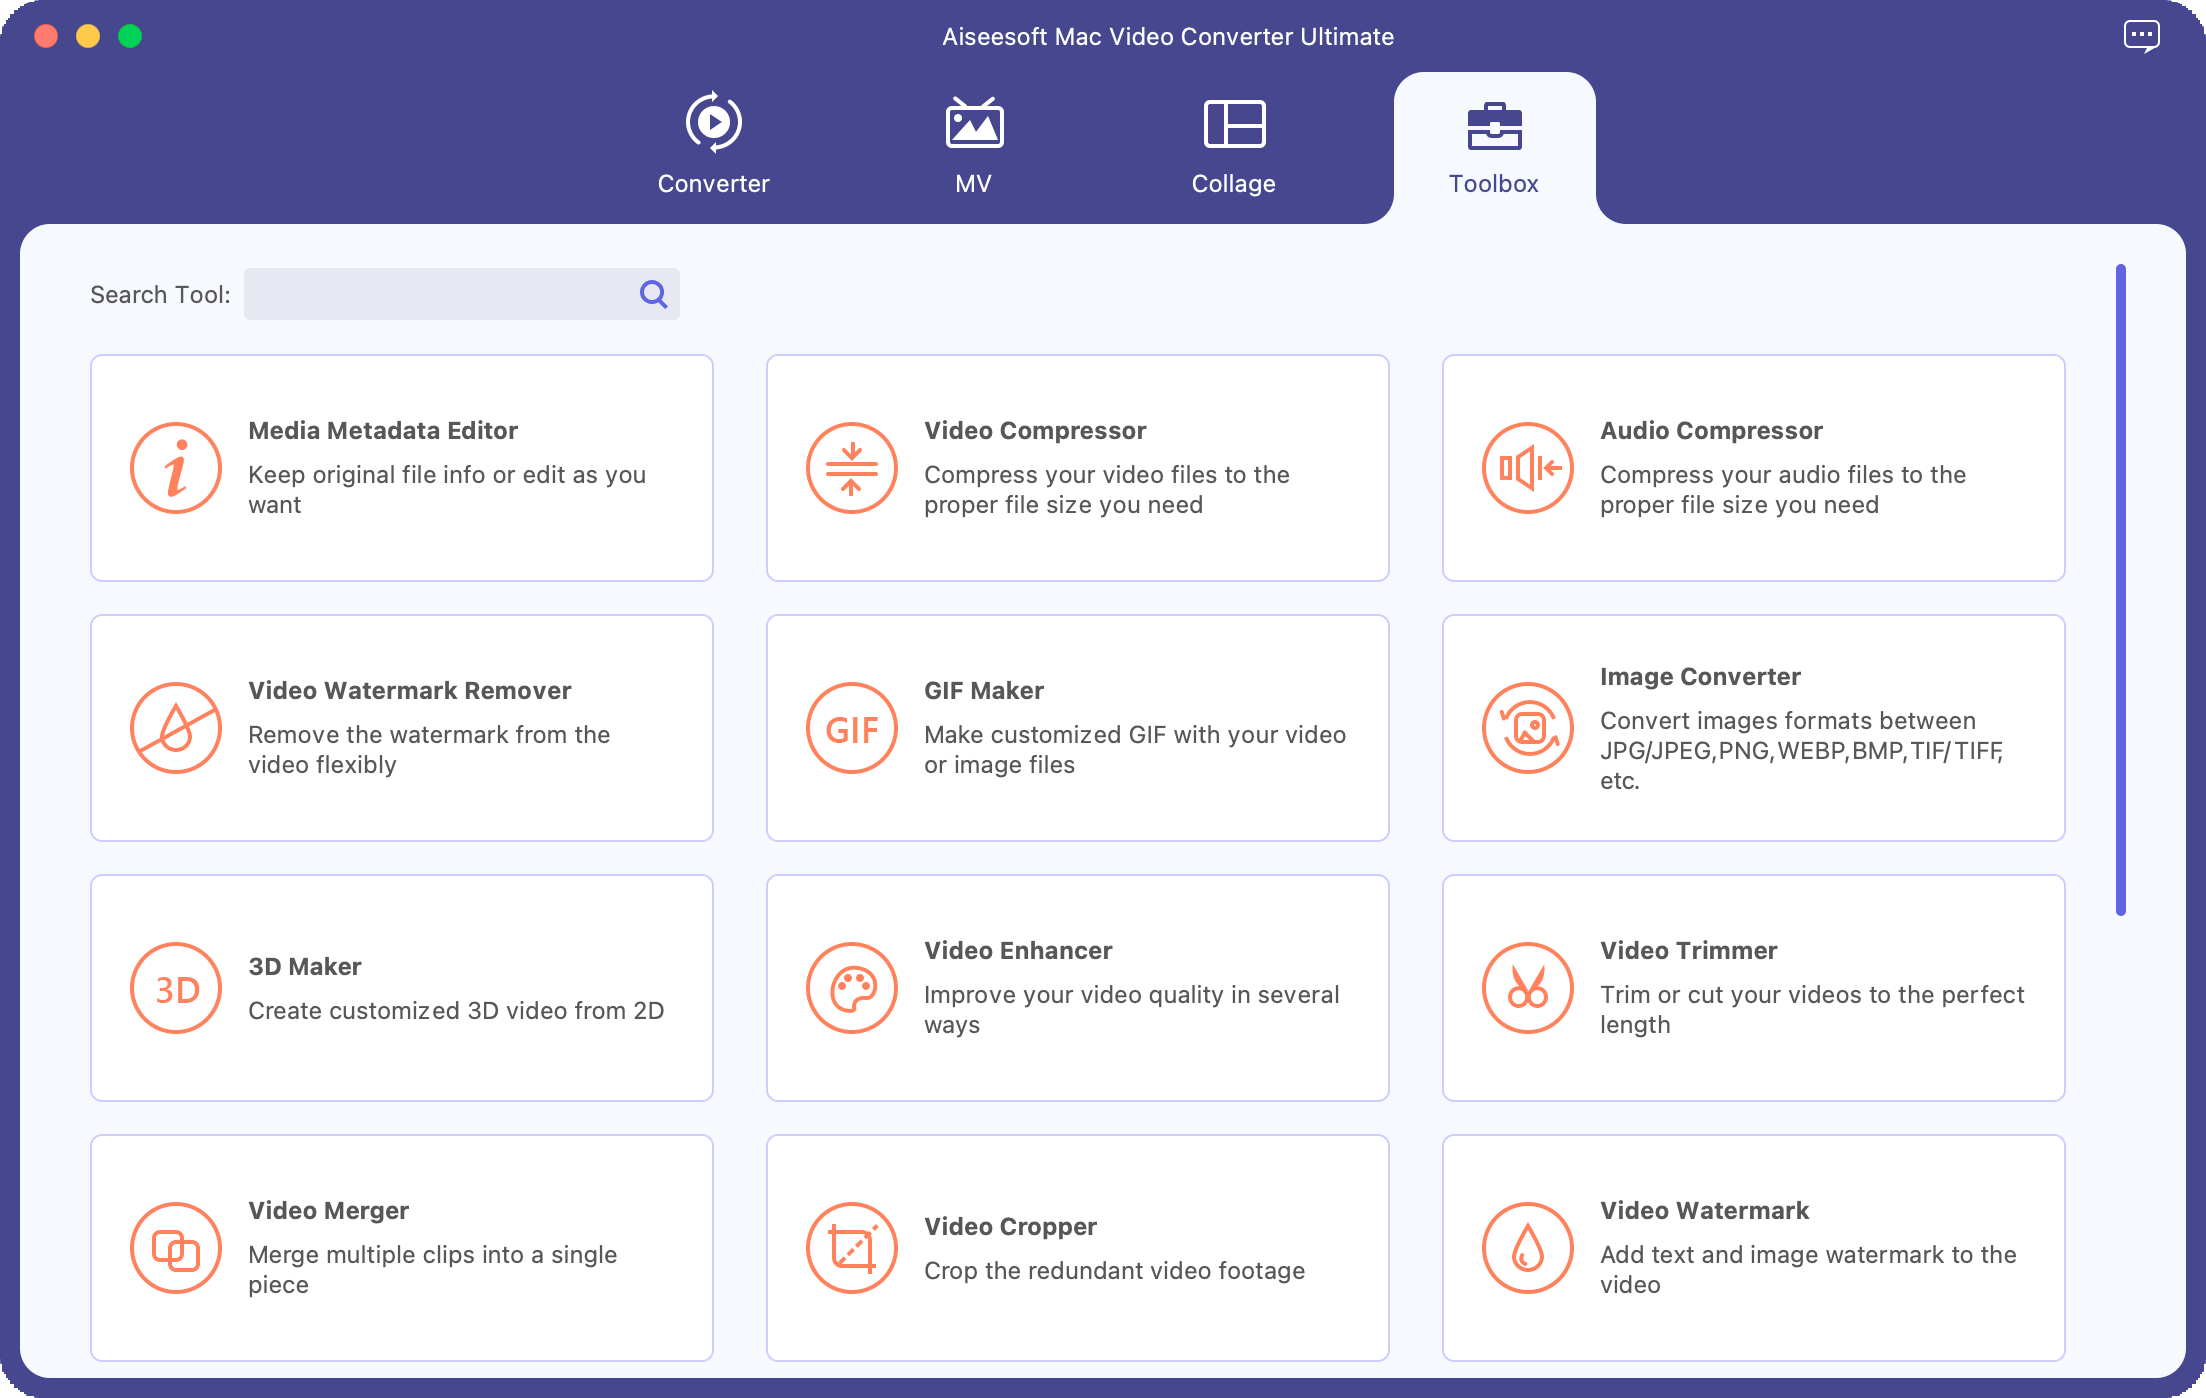 Aiseesoft Mac Video Converter Ultimate
Converter
MV
Collage
Toolbox
Search Tool:
Media Metadata Editor
Keep original file info or edit as you
want
Video Compressor
Compress your video files to the
proper file size you need
Audio Compressor
Compress your audio files to the
proper file size you need
Video Watermark Remover
Remove the watermark from the
video flexibly
GIF
GIF Maker
Make customized GIF with your video
or image files
Image Converter
Convert images formats between
JPG/JPEG,PNG,WEBP,BMP,TIF/TIFF,
etc.
3D
3D Maker
Create customized 3D video from 2D
Video Enhancer
Improve your video quality in several
ways
Video Trimmer
Trim or cut your videos to the perfect
length
Video Merger
Merge multiple clips into a single
piece
Video Cropper
Crop the redundant video footage
Video Watermark
Add text and image watermark to the
video